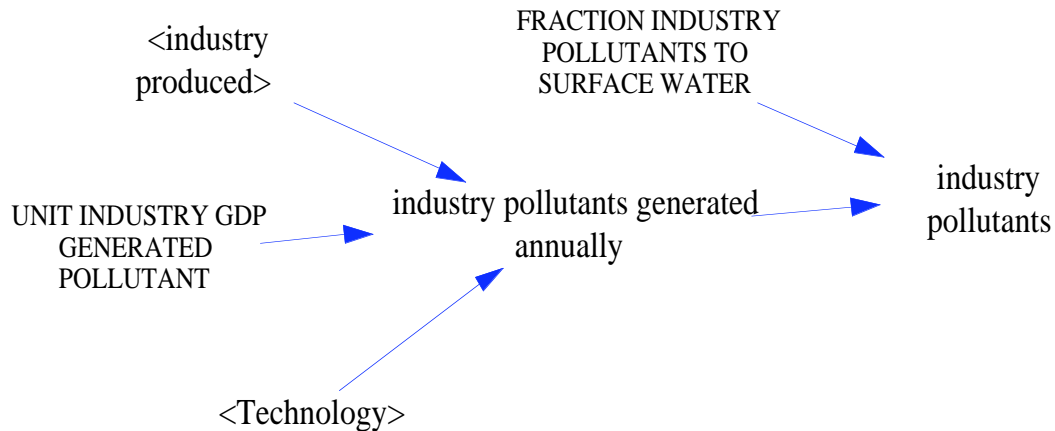 <industry
produced>
FRACTION INDUSTRY
POLLUTANTS TO
SURFACE WATER
UNIT INDUSTRY GDP
GENERATED
POLLUTANT
industry pollutants generated
annually
industry
pollutants
<Technology>